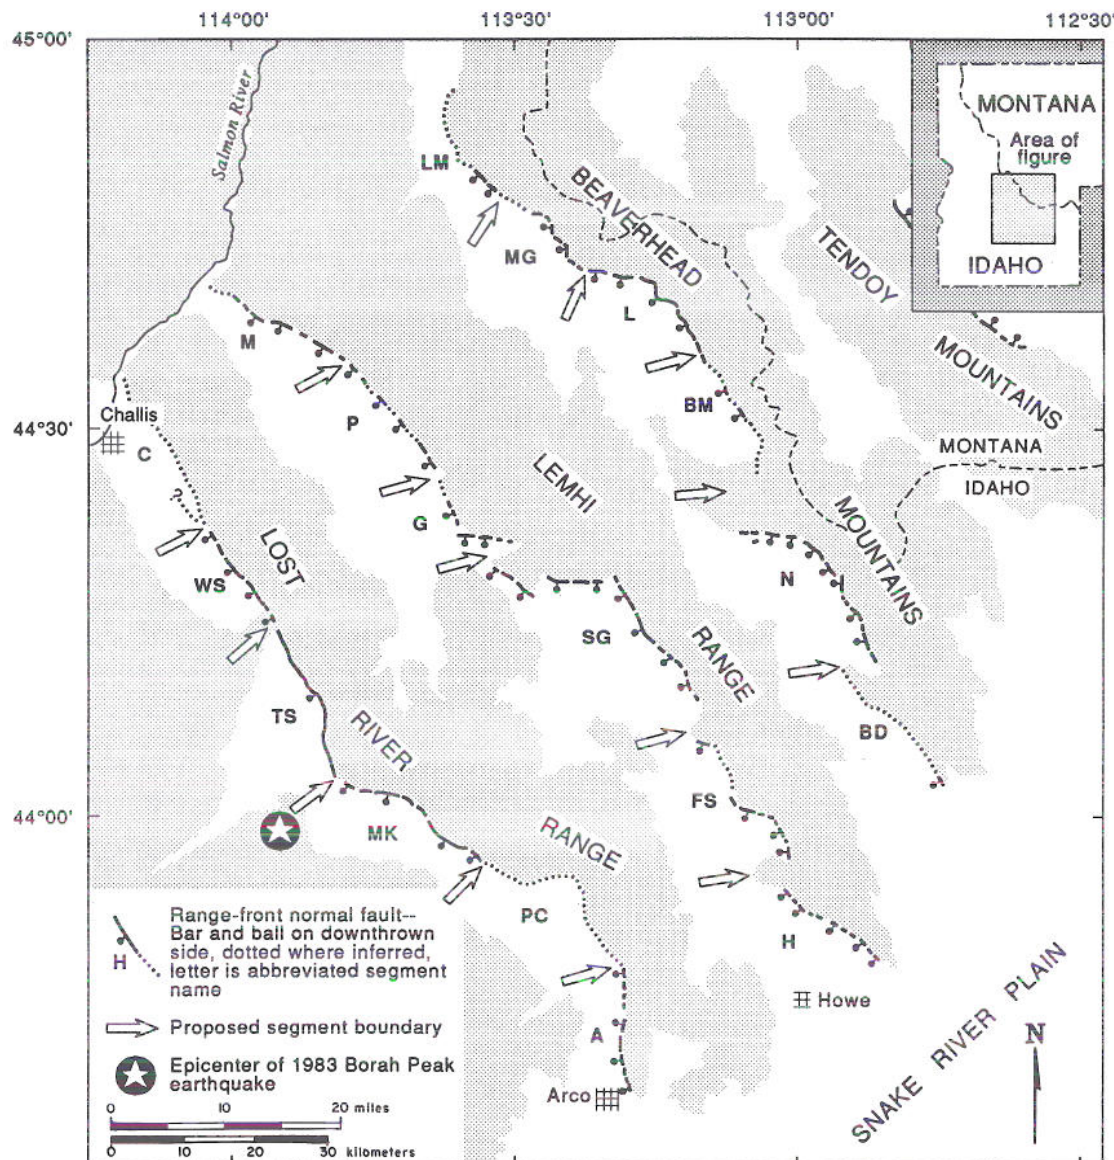 114°00'
113°30'
113°00'
112°30'
45°00'
44°30'
44°00'
Salmon River
MONTANA
Area of
figure
IDAHO
LM
MG
BEAVERHEAD
MOUNTAINS
TENDOY
MOUNTAINS
L
BM
M
P
G
LEMHI
RANGE
MONTANA
IDAHO
Challis
C
?
WS
LOST
RIVER
RANGE
TS
SG
N
BD
MK
FS
PC
H
A
Howe
Arco
SNAKE RIVER PLAIN
N
Range-front normal fault--
Bar and ball on downthrown
side, dotted where inferred,
letter is abbreviated segment
name
H
Proposed segment boundary
Epicenter of 1983 Borah Peak
earthquake
0 10 20 miles
0 10 20 30 kilometers